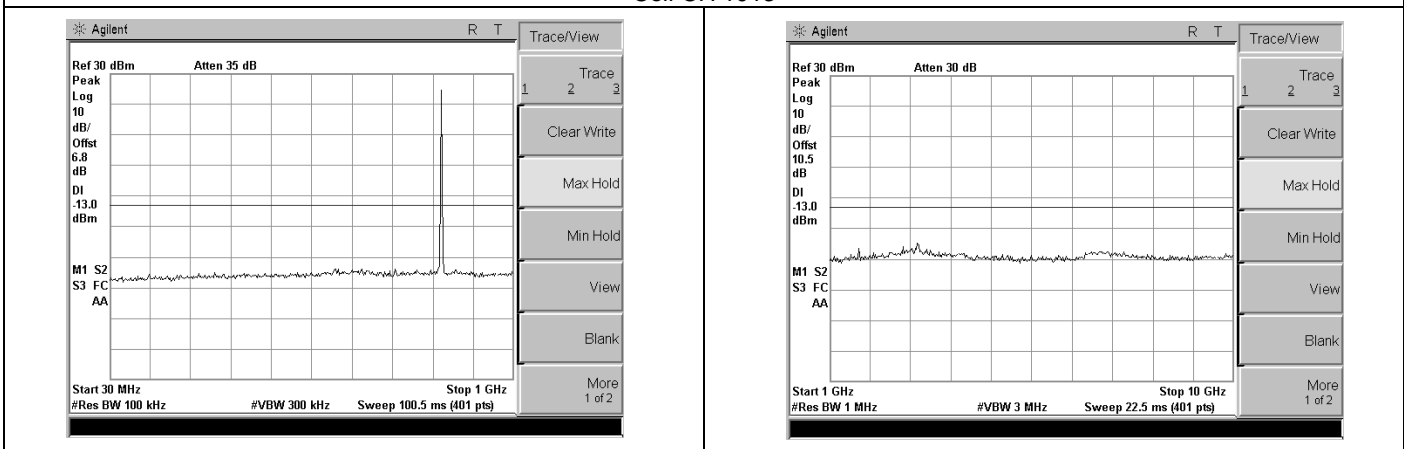 Agilent R T Trace/View
Ref 30 dBm Atten 35 dB
Peak
Log
10
dB/
Offst
6.8
dB
DI
-13.0
dBm
M1 S2
S3 FC
AA
Start 30 MHz Stop 1 GHz
#Res BW 100 kHz #VBW 300 kHz Sweep 100.5 ms (401 pts)
Trace
1 2 3
Clear Write
Max Hold
Min Hold
View
Blank
More
1 of 2
Agilent R T Trace/View
Ref 30 dBm Atten 30 dB
Peak
Log
10
dB/
Offst
10.5
dB
DI
-13.0
dBm
M1 S2
S3 FC
AA
Start 1 GHz Stop 10 GHz
#Res BW 1 MHz #VBW 3 MHz Sweep 22.5 ms (401 pts)
Trace
1 2 3
Clear Write
Max Hold
Min Hold
View
Blank
More
1 of 2